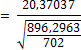 = 20,37037 / √(896,2963 / 702)